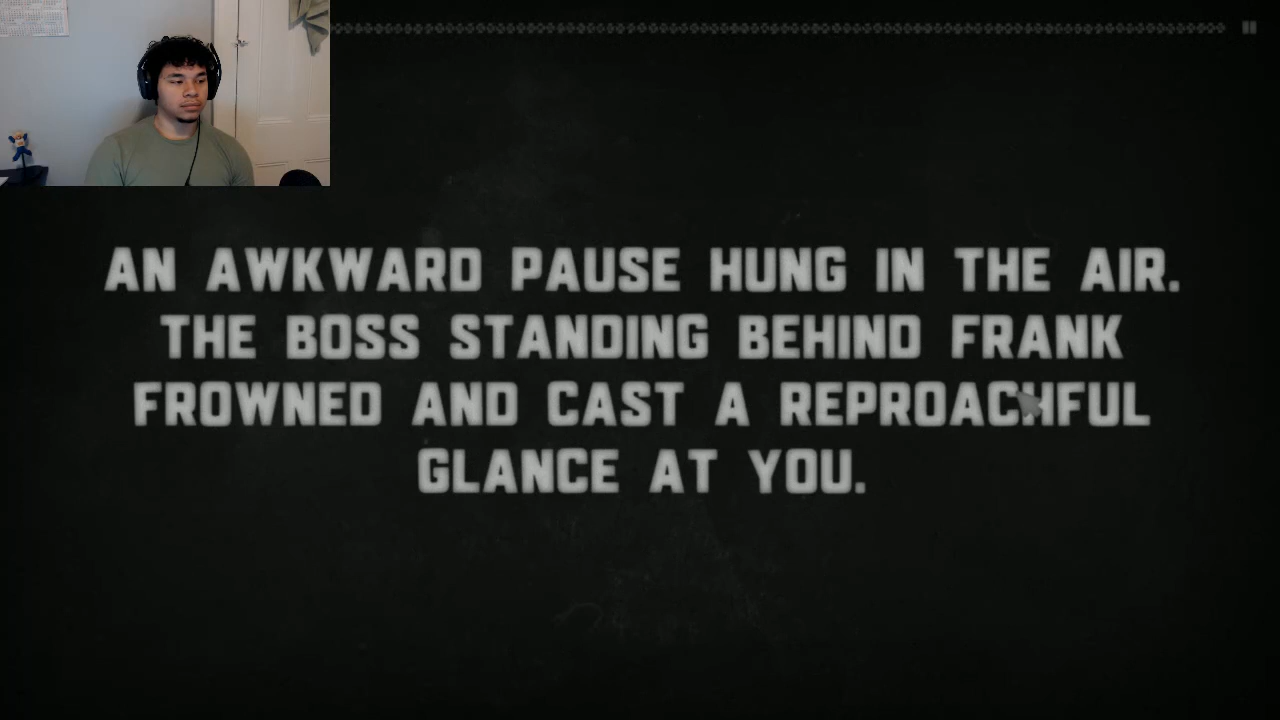 AN AWKWARD PAUSE HUNG IN THE AIR.
THE BOSS STANDING BEHIND FRANK
FROWNED AND CAST A REPROACHFUL
GLANCE AT YOU.